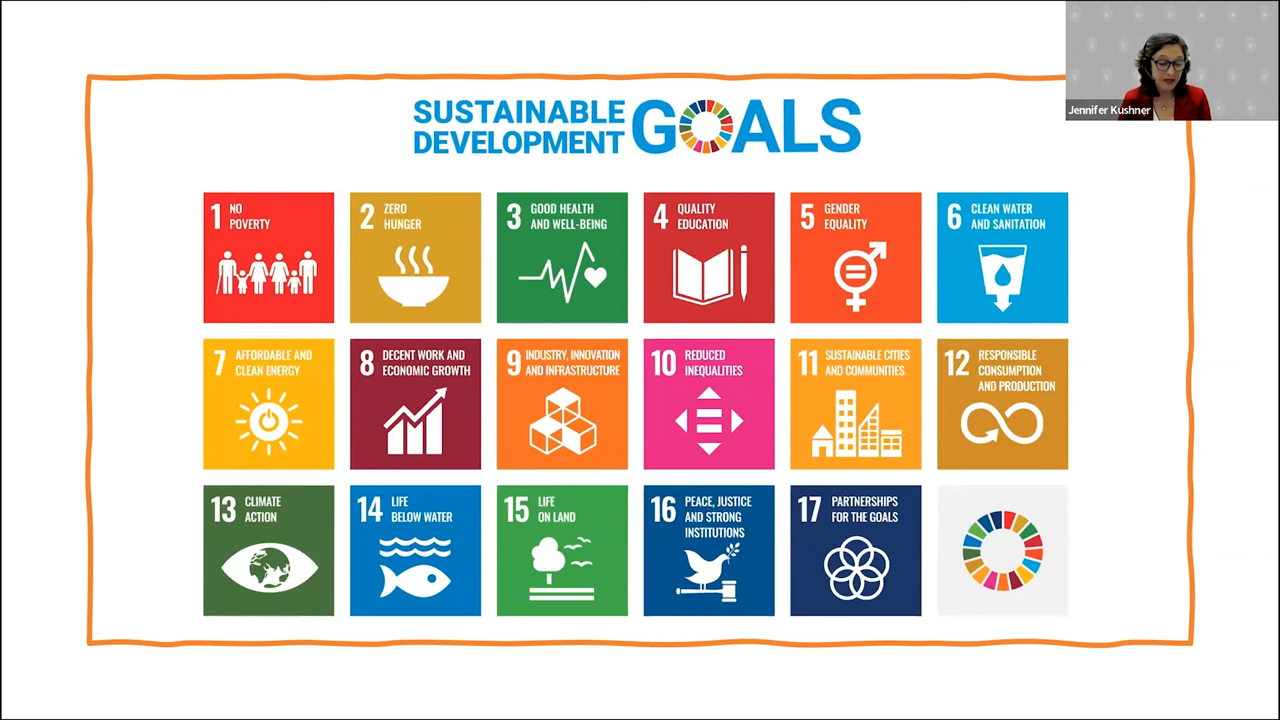 Jennifer Kushner
SUSTAINABLE
DEVELOPMENT
GOALS
1 NO
POVERTY
2 ZERO
HUNGER
3 GOOD HEALTH
AND WELL-BEING
4 QUALITY
EDUCATION
5 GENDER
EQUALITY
6 CLEAN WATER
AND SANITATION
7 AFFORDABLE AND
CLEAN ENERGY
8 DECENT WORK AND
ECONOMIC GROWTH
9 INDUSTRY, INNOVATION
AND INFRASTRUCTURE
10 REDUCED
INEQUALITIES
11 SUSTAINABLE CITIES
AND COMMUNITIES
12 RESPONSIBLE
CONSUMPTION
AND PRODUCTION
13 CLIMATE
ACTION
14 LIFE
BELOW WATER
15 LIFE
ON LAND
16 PEACE, JUSTICE
AND STRONG
INSTITUTIONS
17 PARTNERSHIPS
FOR THE GOALS